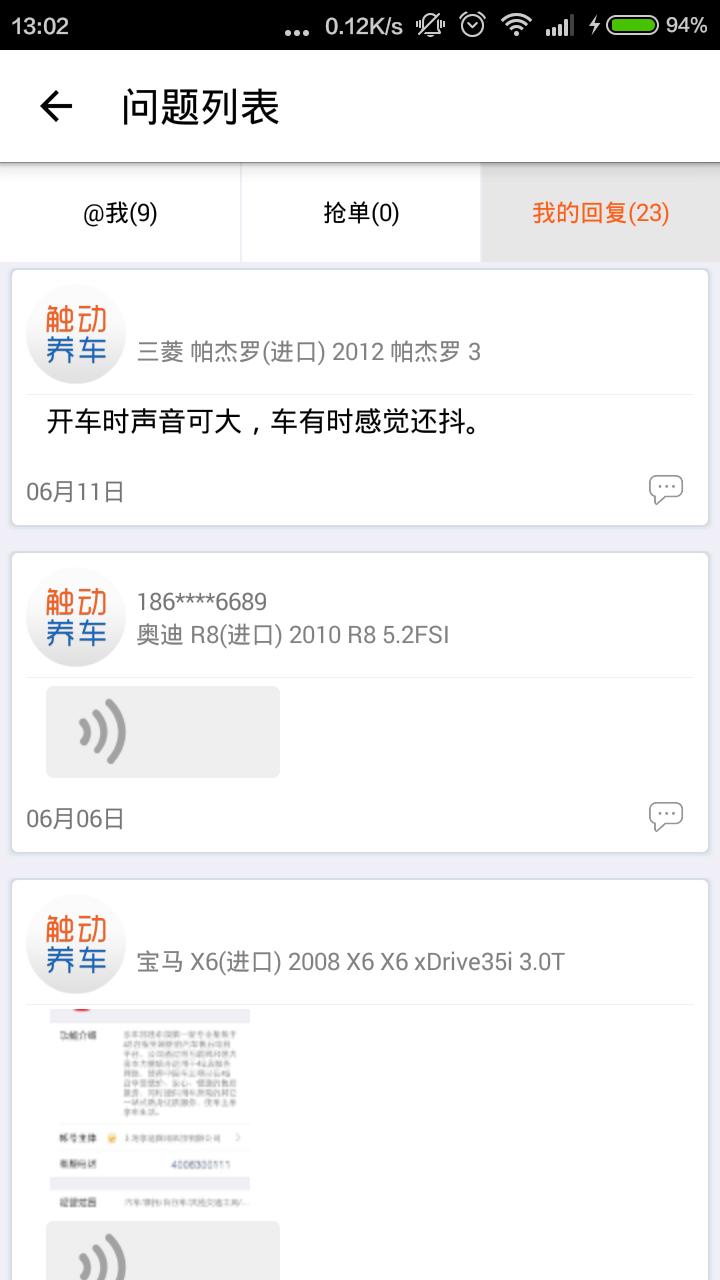 13:02
... 0.12K/s
94%
问题列表
@我(9)
抢单(0)
我的回复(23)
触动
养车
三菱 帕杰罗(进口) 2012 帕杰罗 3
开车时声音可大，车有时感觉还抖。
06月11日
触动
养车
186****6689
奥迪 R8(进口) 2010 R8 5.2FSI
06月06日
触动
养车
宝马 X6(进口) 2008 X6 X6 xDrive35i 3.0T
功能介绍
帐号主体
客服电话
4006300111
经营范围